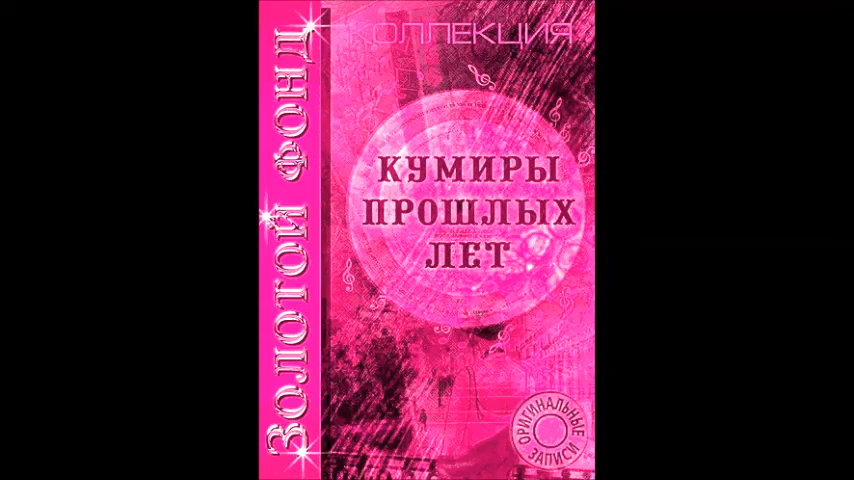 КОЛЛЕКЦИЯ
Золотой фонд
КУМИРЫ
ПРОШЛЫХ
ЛЕТ
ОРИГИНАЛЬНЫЕ
ЗАПИСИ